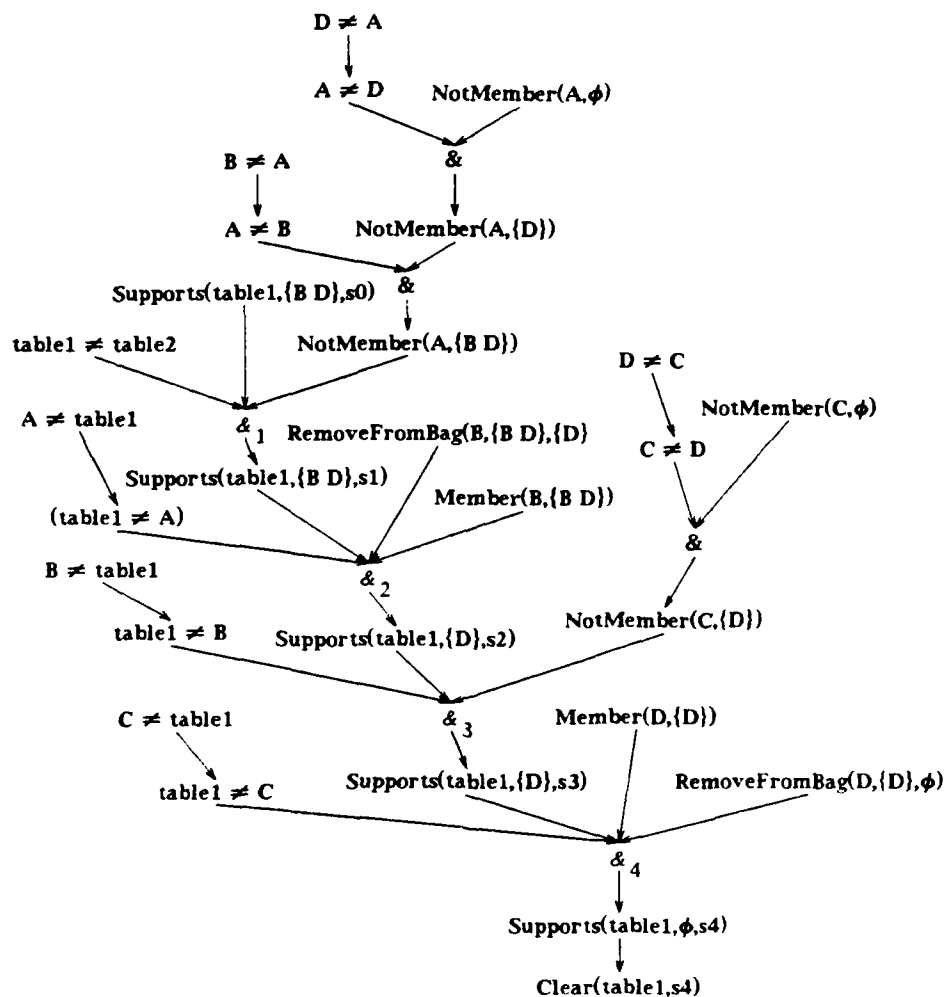 D ≠ A
A ≠ D NotMember(A,ϕ)
B ≠ A &
A ≠ B NotMember(A,{D})
&
Supports(table1,{B D},s0)
table1 ≠ table2 NotMember(A,{B D})
D ≠ C
A ≠ table1 &1 RemoveFromBag(B,{B D},{D} NotMember(C,ϕ)
C ≠ D
Supports(table1,{B D},s1)
Member(B,{B D})
(table1 ≠ A)
&
B ≠ table1 &2
NotMember(C,{D})
table1 ≠ B Supports(table1,{D},s2)
C ≠ table1 &3 Member(D,{D})
table1 ≠ C Supports(table1,{D},s3) RemoveFromBag(D,{D},ϕ)
&4
Supports(table1,ϕ,s4)
Clear(table1,s4)